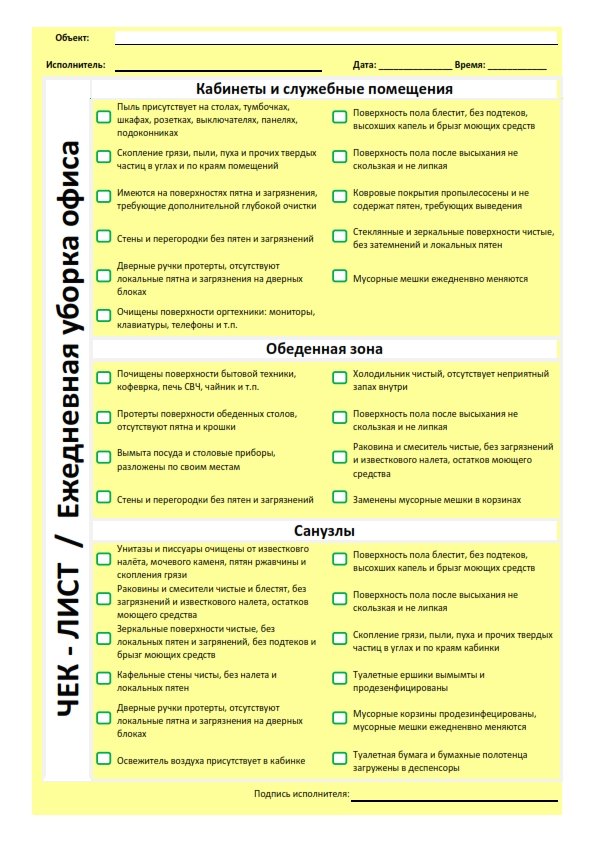 Объект:
Исполнитель:
Дата: _______________ Время: ____________
ЧЕК - ЛИСТ / Ежедневная уборка офиса
Кабинеты и служебные помещения
Пыль присутствует на столах, тумбочках,
шкафах, розетках, выключателях, панелях,
подоконниках
Скопление грязи, пыли, пуха и прочих твердых
частиц в углах и по краям помещений
Имеются на поверхностях пятна и загрязнения,
требующие дополнительной глубокой очистки
Стены и перегородки без пятен и загрязнений
Дверные ручки протерты, отсутствуют
локальные пятна и загрязнения на дверных
блоках
Очищены поверхности оргтехники: мониторы,
клавиатуры, телефоны и т.п.
Поверхность пола блестит, без подтеков,
высохших капель и брызг моющих средств
Поверхность пола после высыхания не
скользкая и не липкая
Ковровые покрытия пропылесосены и не
содержат пятен, требующих выведения
Стеклянные и зеркальные поверхности чистые,
без затемнений и локальных пятен
Мусорные мешки ежедненвно меняются
Обеденная зона
Почищены поверхности бытовой техники,
кофеврка, печь СВЧ, чайник и т.п.
Протерты поверхности обеденных столов,
отсутствуют пятна и крошки
Вымыта посуда и столовые приборы,
разложены по своим местам
Стены и перегородки без пятен и загрязнений
Холодильник чистый, отсутствует неприятный
запах внутри
Поверхность пола после высыхания не
скользкая и не липкая
Раковина и смеситель чистые, без загрязнений
и известкового налета, остатков моющего
средства
Заменены мусорные мешки в корзинах
Санузлы
Унитазы и писсуары очищены от известкого
налёта, мочевого каменя, пятян ржавчины и
скопления грязи
Раковины и смесители чистые и блестят, без
загрязнений и известкового налета, остатков
моющего средства
Зеркальные поверхности чистые, без
локальных пятен и загрянений, без подтеков и
брызг моющих средств
Кафельные стены чисты, без налета и
локальных пятен
Дверные ручки протерты, отсутствуют
локальные пятна и загрязнения на дверных
блоках
Освежитель воздуха присутствует в кабинке
Поверхность пола блестит, без подтеков,
высохших капель и брызг моющих средств
Поверхность пола после высыхания не
скользкая и не липкая
Скопление грязи, пыли, пуха и прочих твердых
частиц в углах и по краям кабинки
Туалетные ершики вымымты и
продезенфицированы
Мусорные корзины продезинфецированы,
мусорные мешки ежедненвно меняются
Туалетная бумага и бумажные полотенца
загружены в деспенсоры
Подпись исполнителя: